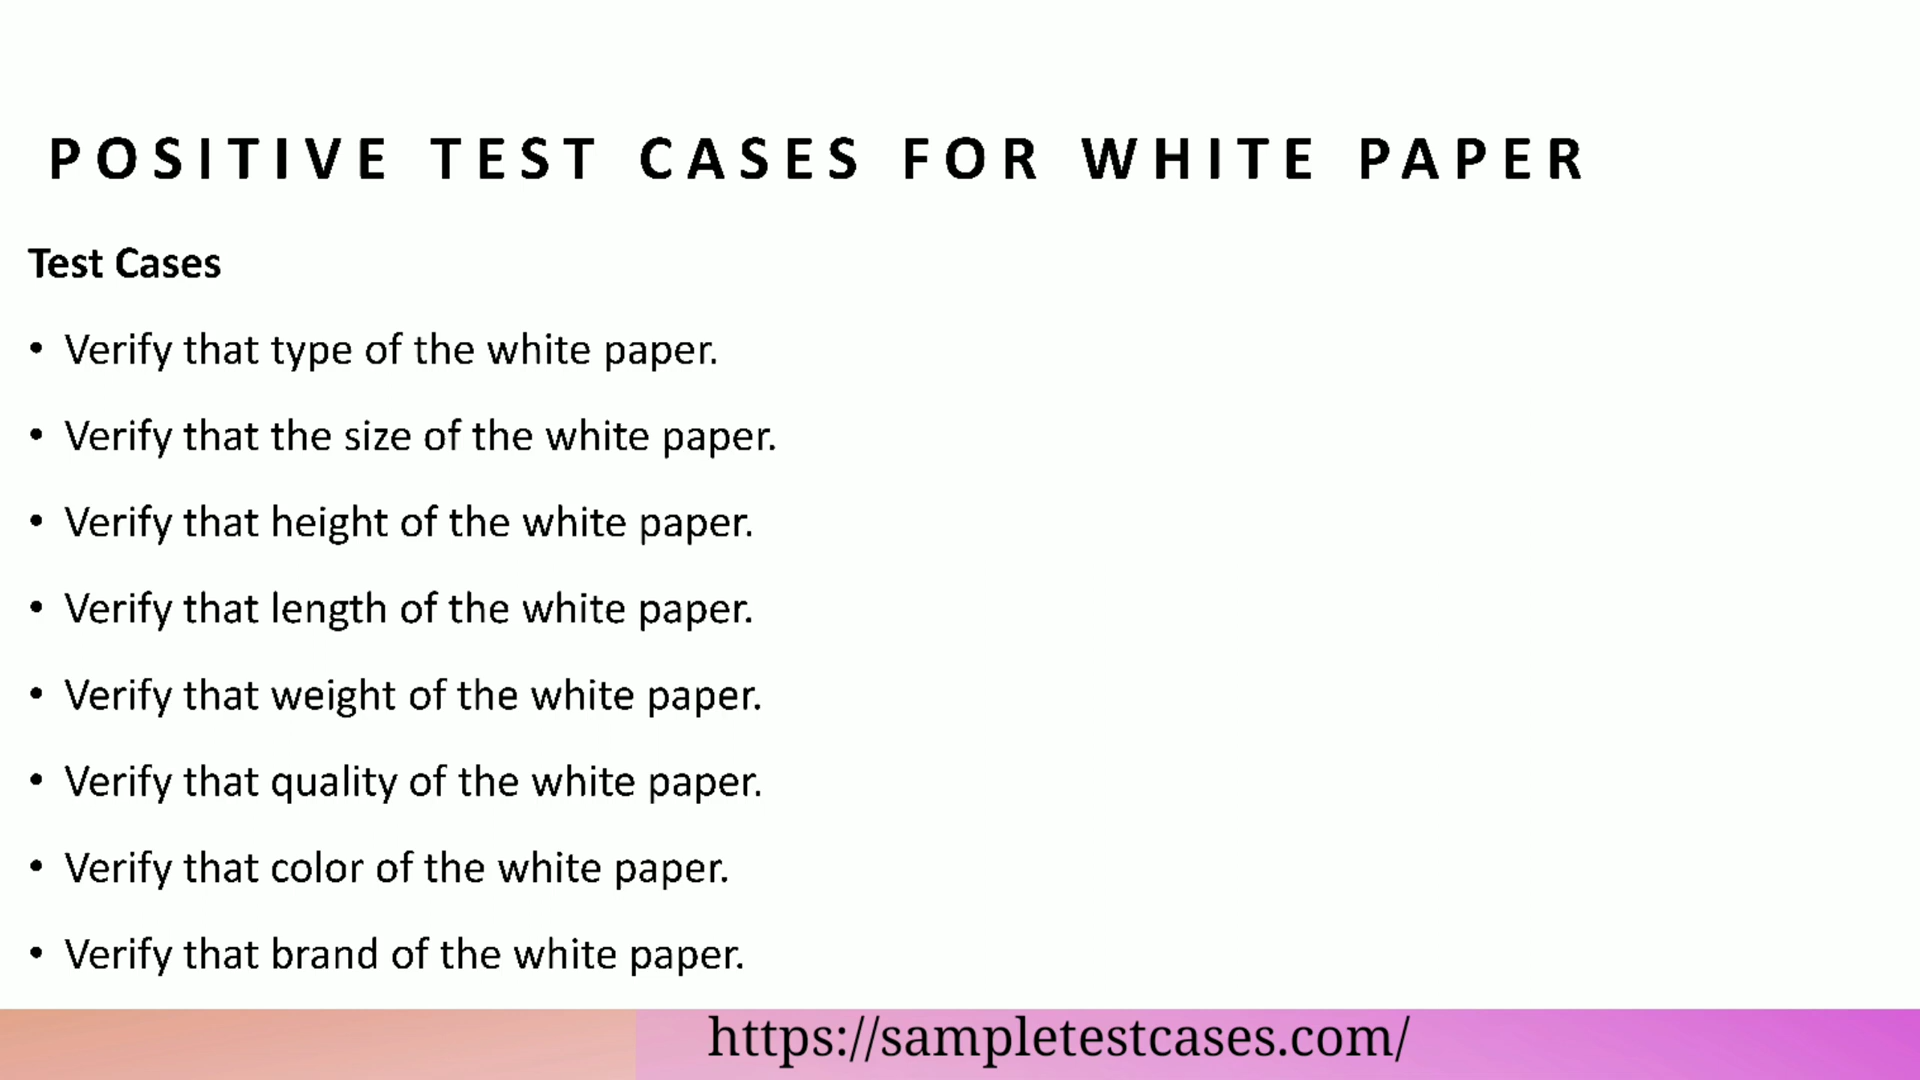 POSITIVE TEST CASES FOR WHITE PAPER
Test Cases
• Verify that type of the white paper.
• Verify that the size of the white paper.
• Verify that height of the white paper.
• Verify that length of the white paper.
• Verify that weight of the white paper.
• Verify that quality of the white paper.
• Verify that color of the white paper.
• Verify that brand of the white paper.
https://sampletestcases.com/